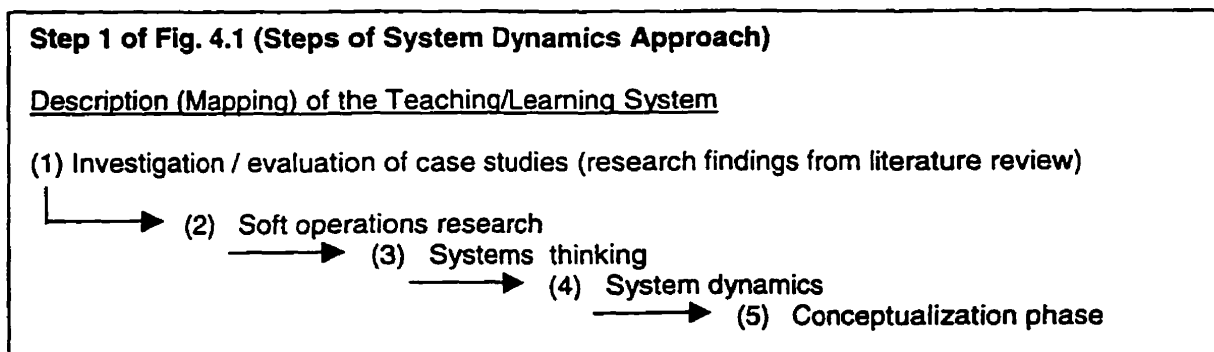 Step 1 of Fig. 4.1 (Steps of System Dynamics Approach)
Description (Mapping) of the Teaching/Learning System
(1) Investigation / evaluation of case studies (research findings from literature review)
(2) Soft operations research
(3) Systems thinking
(4) System dynamics
(5) Conceptualization phase